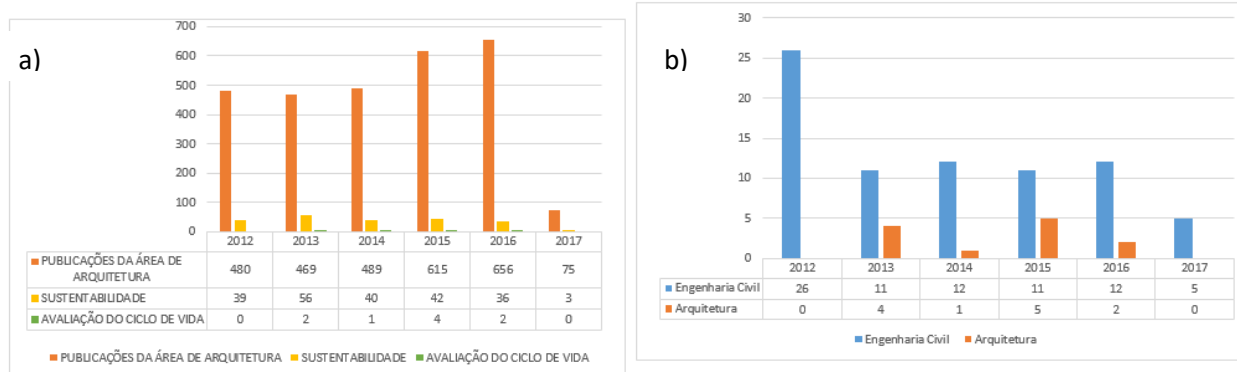 a)
700
600
500
400
300
200
100
0
2012 2013 2014 2015 2016 2017
PUBLICAÇÕES DA ÁREA DE
ARQUITETURA
480 469 489 615 656 75
SUSTENTABILIDADE 39 56 40 42 36 3
AVALIAÇÃO DO CICLO DE VIDA 0 2 1 4 2 0
PUBLICAÇÕES DA ÁREA DE ARQUITETURA SUSTENTABILIDADE AVALIAÇÃO DO CICLO DE VIDA
b)
30
25
20
15
10
5
0
2012 2013 2014 2015 2016 2017
Engenharia Civil 26 11 12 11 12 5
Arquitetura 0 4 1 5 2 0
Engenharia Civil Arquitetura